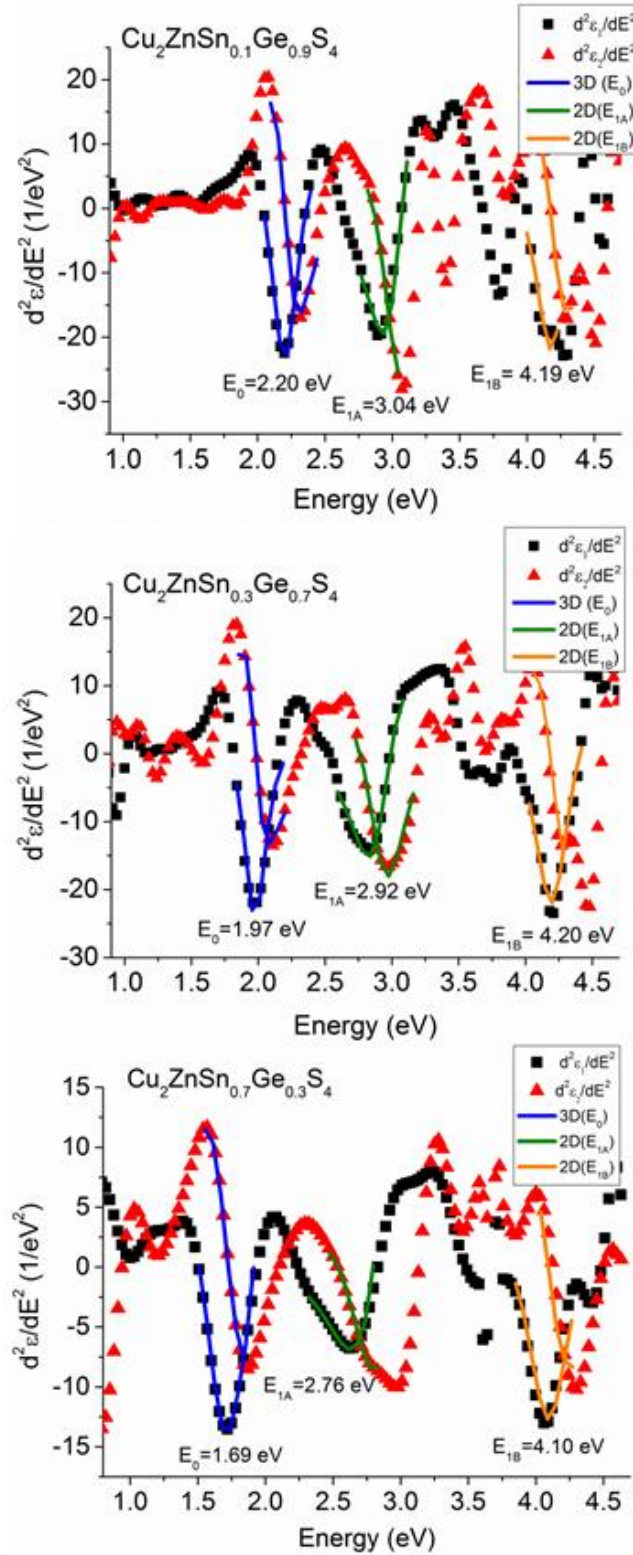 Cu₂ZnSn₀.₁Ge₀.₉S₄
d²ε₁/dE²
d²ε₂/dE²
3D (E₀)
2D(E₁A)
2D(E₁B)
20
10
0
-10
-20
-30
d²ε/dE² (1/eV²)
E₀=2.20 eV
E₁A=3.04 eV
E₁B= 4.19 eV
1.0 1.5 2.0 2.5 3.0 3.5 4.0 4.5
Energy (eV)
Cu₂ZnSn₀.₃Ge₀.₇S₄
d²ε₁/dE²
d²ε₂/dE²
3D (E₀)
2D(E₁A)
2D(E₁B)
20
10
0
-10
-20
-30
d²ε/dE² (1/eV²)
E₀=1.97 eV
E₁A=2.92 eV
E₁B= 4.20 eV
1.0 1.5 2.0 2.5 3.0 3.5 4.0 4.5
Energy (eV)
Cu₂ZnSn₀.₇Ge₀.₃S₄
d²ε₁/dE²
d²ε₂/dE²
3D(E₀)
2D(E₁A)
2D(E₁B)
15
10
5
0
-5
-10
-15
d²ε/dE² (1/eV²)
E₀=1.69 eV
E₁A=2.76 eV
E₁B=4.10 eV
1.0 1.5 2.0 2.5 3.0 3.5 4.0 4.5
Energy (eV)